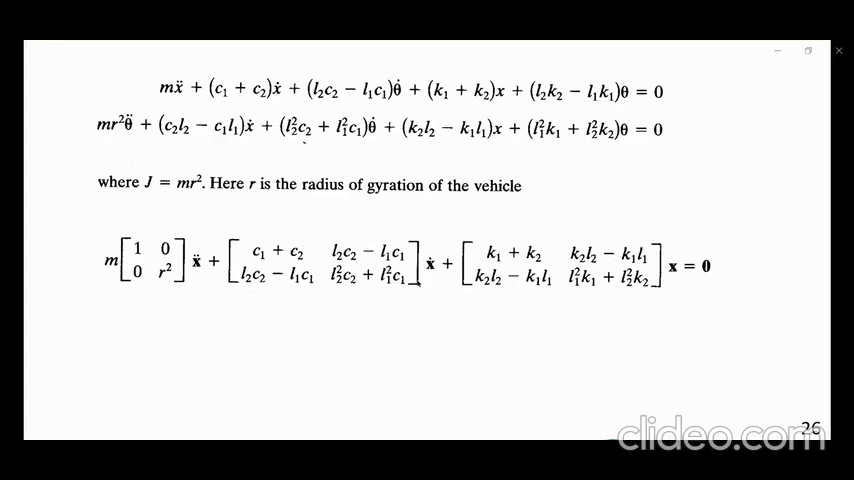 mẍ + (c₁ + c₂)ẋ + (l₂c₂ − l₁c₁)θ̇ + (k₁ + k₂)x + (l₂k₂ − l₁k₁)θ = 0
mr²θ̈ + (c₂l₂ − c₁l₁)ẋ + (l₂²c₂ + l₁²c₁)θ̇ + (k₂l₂ − k₁l₁)x + (l₁²k₁ + l₂²k₂)θ = 0
where J = mr². Here r is the radius of gyration of the vehicle
m[1 0; 0 r²]ẍ + [c₁ + c₂ l₂c₂ − l₁c₁; l₂c₂ − l₁c₁ l₂²c₂ + l₁²c₁]ẋ + [k₁ + k₂ k₂l₂ − k₁l₁; k₂l₂ − k₁l₁ l₁²k₁ + l₂²k₂]x = 0
26
clideo.com